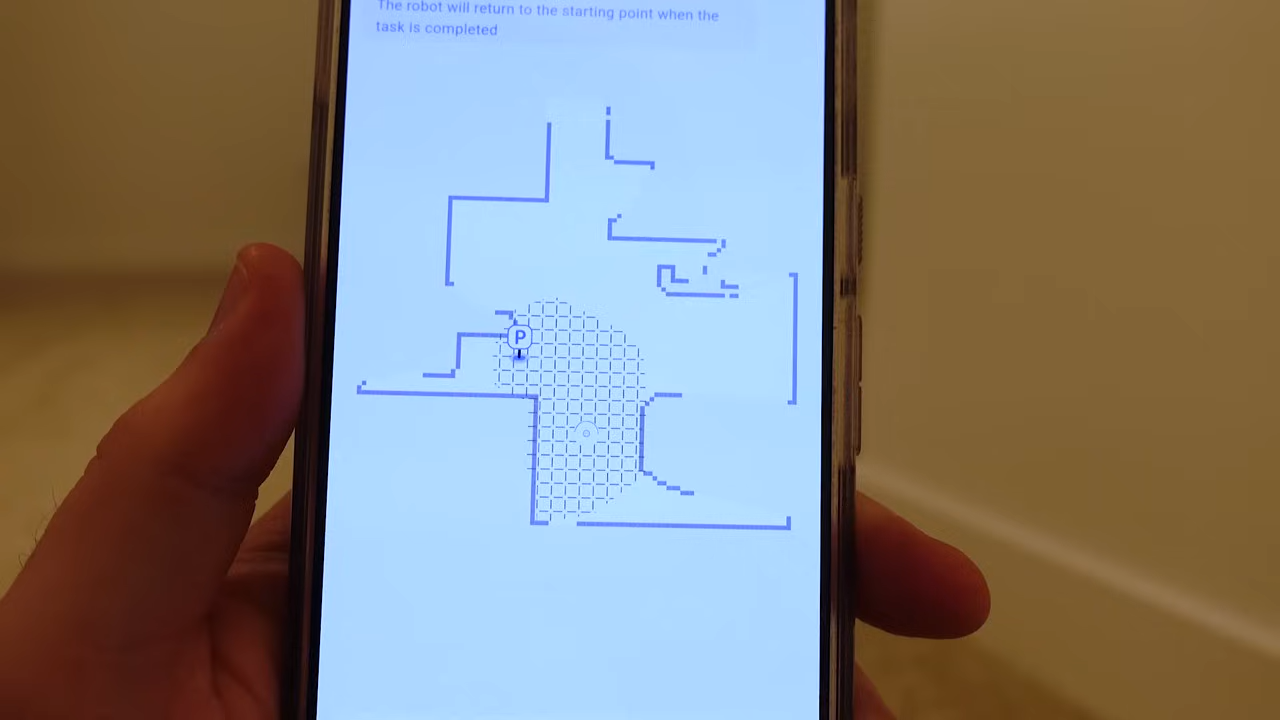 The robot will return to the starting point when the
task is completed
P